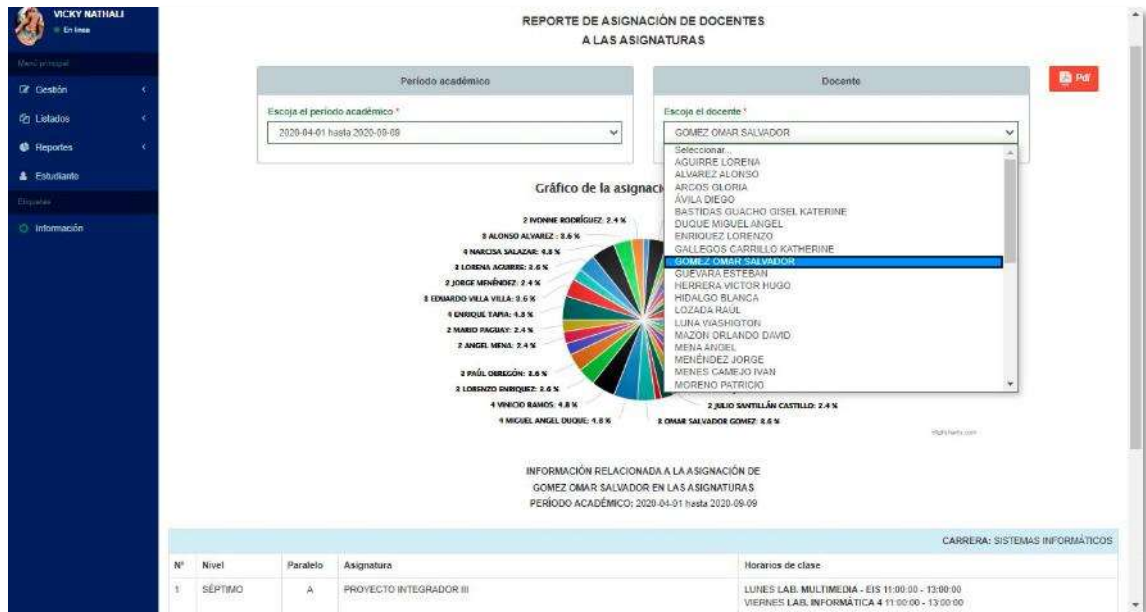 VICKY NATHALI
En línea
Menú principal
Gestión
Listados
Reportes
Estudiante
Etiquetas
Información
REPORTE DE ASIGNACIÓN DE DOCENTES
A LAS ASIGNATURAS
Período académico
Escoja el período académico *
2020-04-01 hasta 2020-09-09
Docente
Escoja el docente *
GOMEZ OMAR SALVADOR
Pdf
Seleccionar...
AGUIRRE LORENA
ALVAREZ ALONSO
ARCOS GLORIA
ÁVILA DIEGO
BASTIDAS GUACHO GISEL KATERINE
DUQUE MIGUEL ANGEL
ENRIQUEZ LORENZO
GALLEGOS CARRILLO KATHERINE
GOMEZ OMAR SALVADOR
GUEVARA ESTEBAN
HERRERA VICTOR HUGO
HIDALGO BLANCA
LOZADA RAUL
LUNA WASHIGTON
MAZON ORLANDO DAVID
MENA ANGEL
MENÉNDEZ JORGE
MENES CAMEJO IVAN
MORENO PATRICIO
Gráfico de la asignaci
2 IVONNE RODRÍGUEZ: 2.4 %
3 ALONSO ALVAREZ : 3.6 %
4 NARCISA SALAZAR: 4.8 %
3 LORENA AGUIRRE: 3.6 %
2 JORGE MENÉNDEZ: 2.4 %
3 EDUARDO VILLA VILLA: 3.6 %
4 ENRIQUE TAPIA: 4.8 %
2 MARIO PAGUAY: 2.4 %
2 ANGEL MENA: 2.4 %
3 PAÚL OBREGÓN: 3.6 %
3 LORENZO ENRIQUEZ: 3.6 %
4 VINICIO RAMOS: 4.8 %
4 MIGUEL ANGEL DUQUE: 4.8 %
3 OMAR SALVADOR GOMEZ: 3.6 %
2 JULIO SANTILLÁN CASTILLO: 2.4 %
INFORMACIÓN RELACIONADA A LA ASIGNACIÓN DE
GOMEZ OMAR SALVADOR EN LAS ASIGNATURAS
PERÍODO ACADÉMICO: 2020-04-01 hasta 2020-09-09
CARRERA: SISTEMAS INFORMÁTICOS
N° Nivel Paralelo Asignatura Horarios de clase
1 SÉPTIMO A PROYECTO INTEGRADOR III LUNES LAB. MULTIMEDIA - EIS 11:00:00 - 13:00:00
VIERNES LAB. INFORMÁTICA 4 11:00:00 - 13:00:00